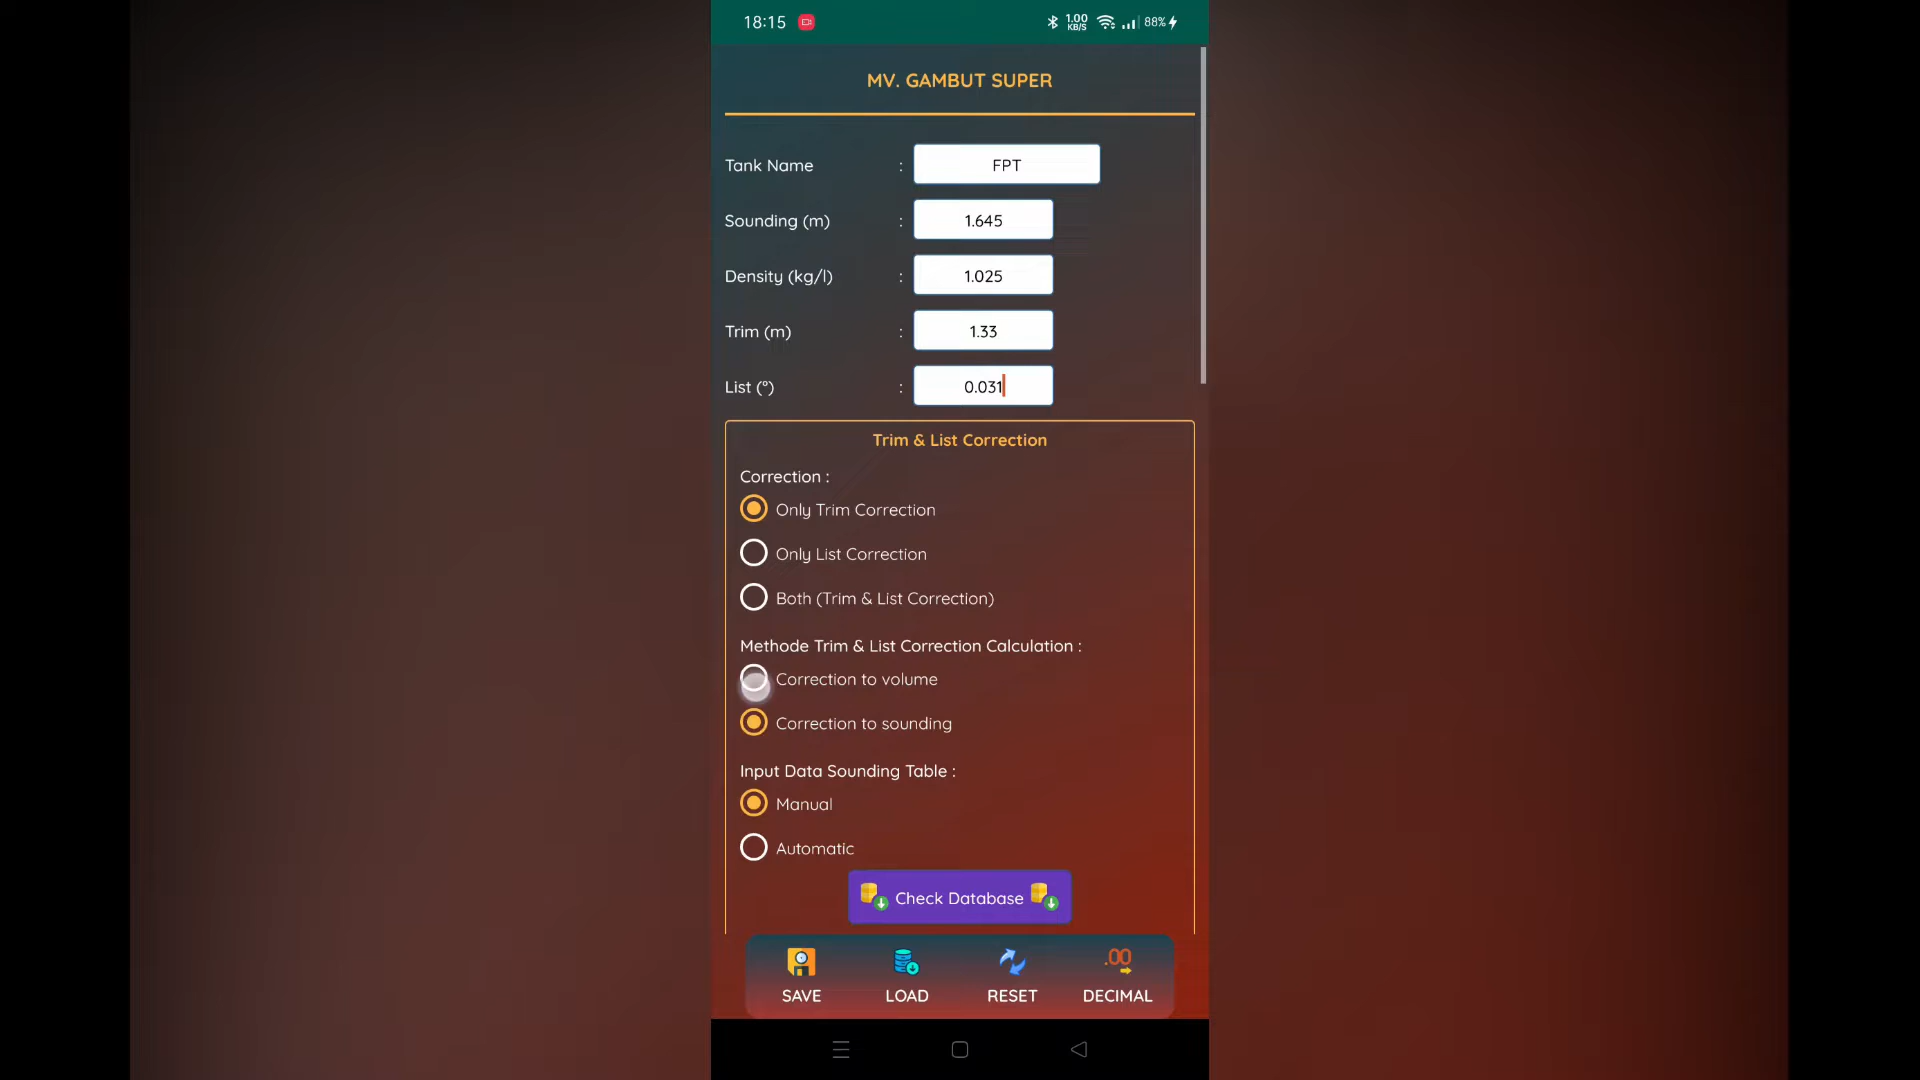 18:15
1.00 KB/S
88%
MV. GAMBUT SUPER
Tank Name : FPT
Sounding (m) : 1.645
Density (kg/l) : 1.025
Trim (m) : 1.33
List (°) : 0.031
Trim & List Correction
Correction :
Only Trim Correction
Only List Correction
Both (Trim & List Correction)
Methode Trim & List Correction Calculation :
Correction to volume
Correction to sounding
Input Data Sounding Table :
Manual
Automatic
Check Database
.00
SAVE LOAD RESET DECIMAL